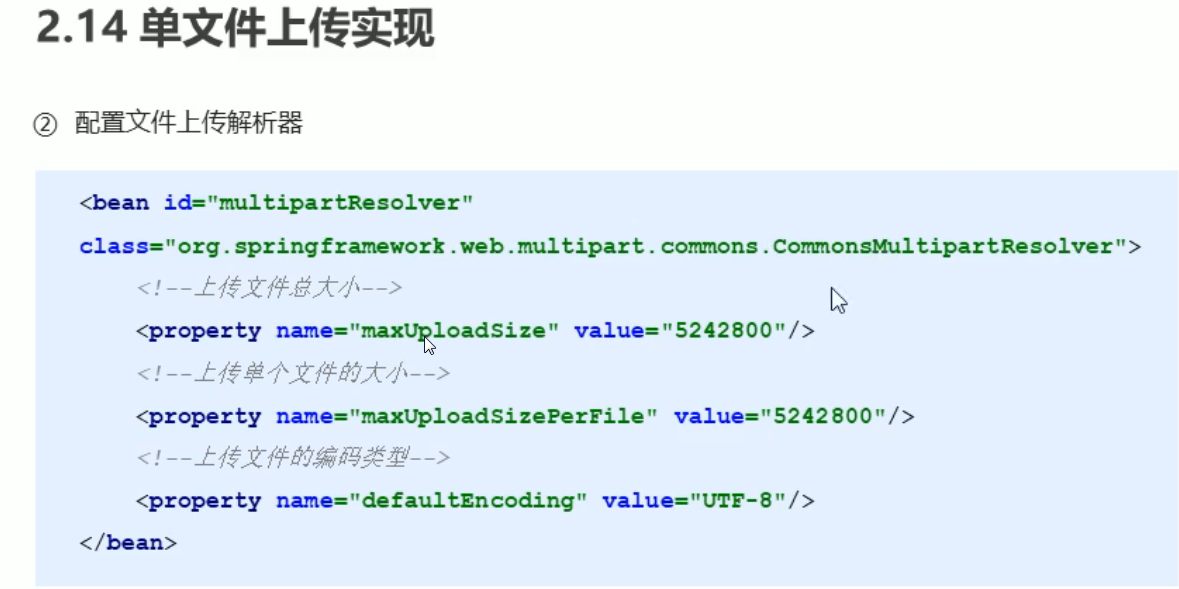 2.14 单文件上传实现
② 配置文件上传解析器
<bean id="multipartResolver"
class="org.springframework.web.multipart.commons.CommonsMultipartResolver">
<!--上传文件总大小-->
<property name="maxUploadSize" value="5242800"/>
<!--上传单个文件的大小-->
<property name="maxUploadSizePerFile" value="5242800"/>
<!--上传文件的编码类型-->
<property name="defaultEncoding" value="UTF-8"/>
</bean>